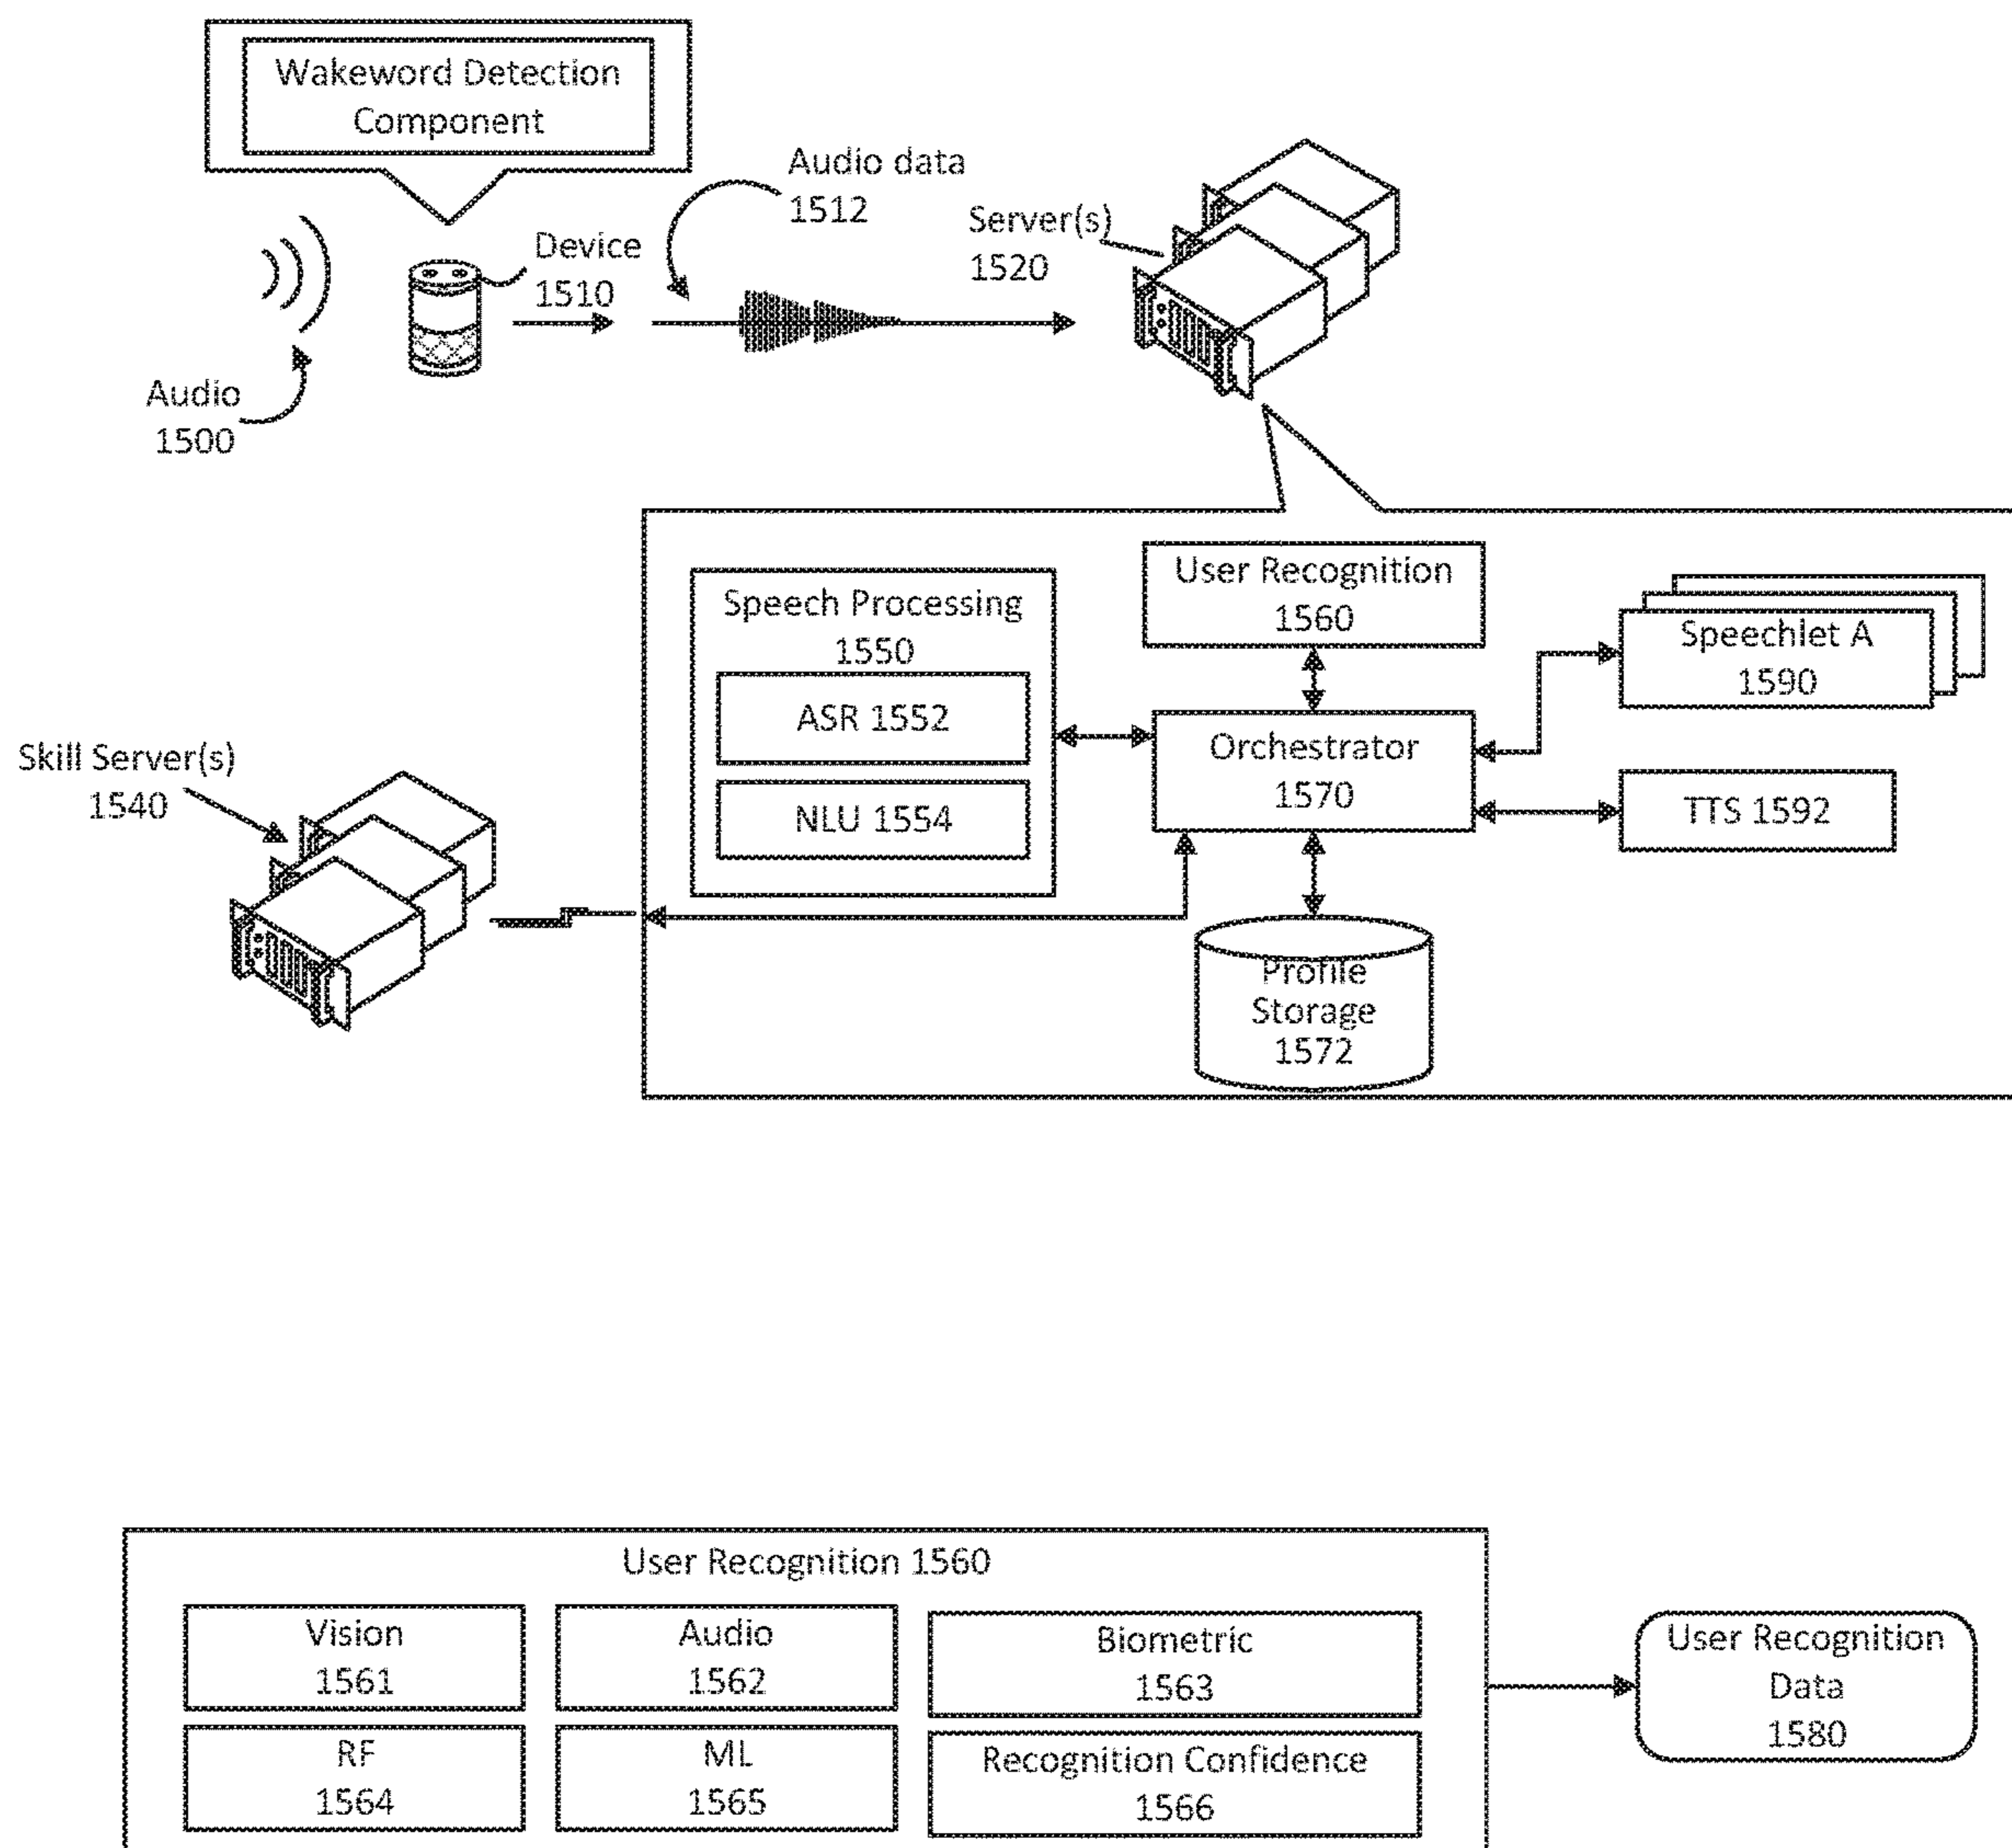 Wakeword Detection
Component
Audio data
1512
Server(s)
1520
Device
1510
Audio
1500
User Recognition
1560
Speech Processing
1550
ASR 1552
NLU 1554
Speechlet A
1590
Orchestrator
1570
TTS 1592
Skill Server(s)
1540
Profile
Storage
1572
User Recognition 1560
Vision
1561
Audio
1562
Biometric
1563
RF
1564
ML
1565
Recognition Confidence
1566
User Recognition
Data
1580